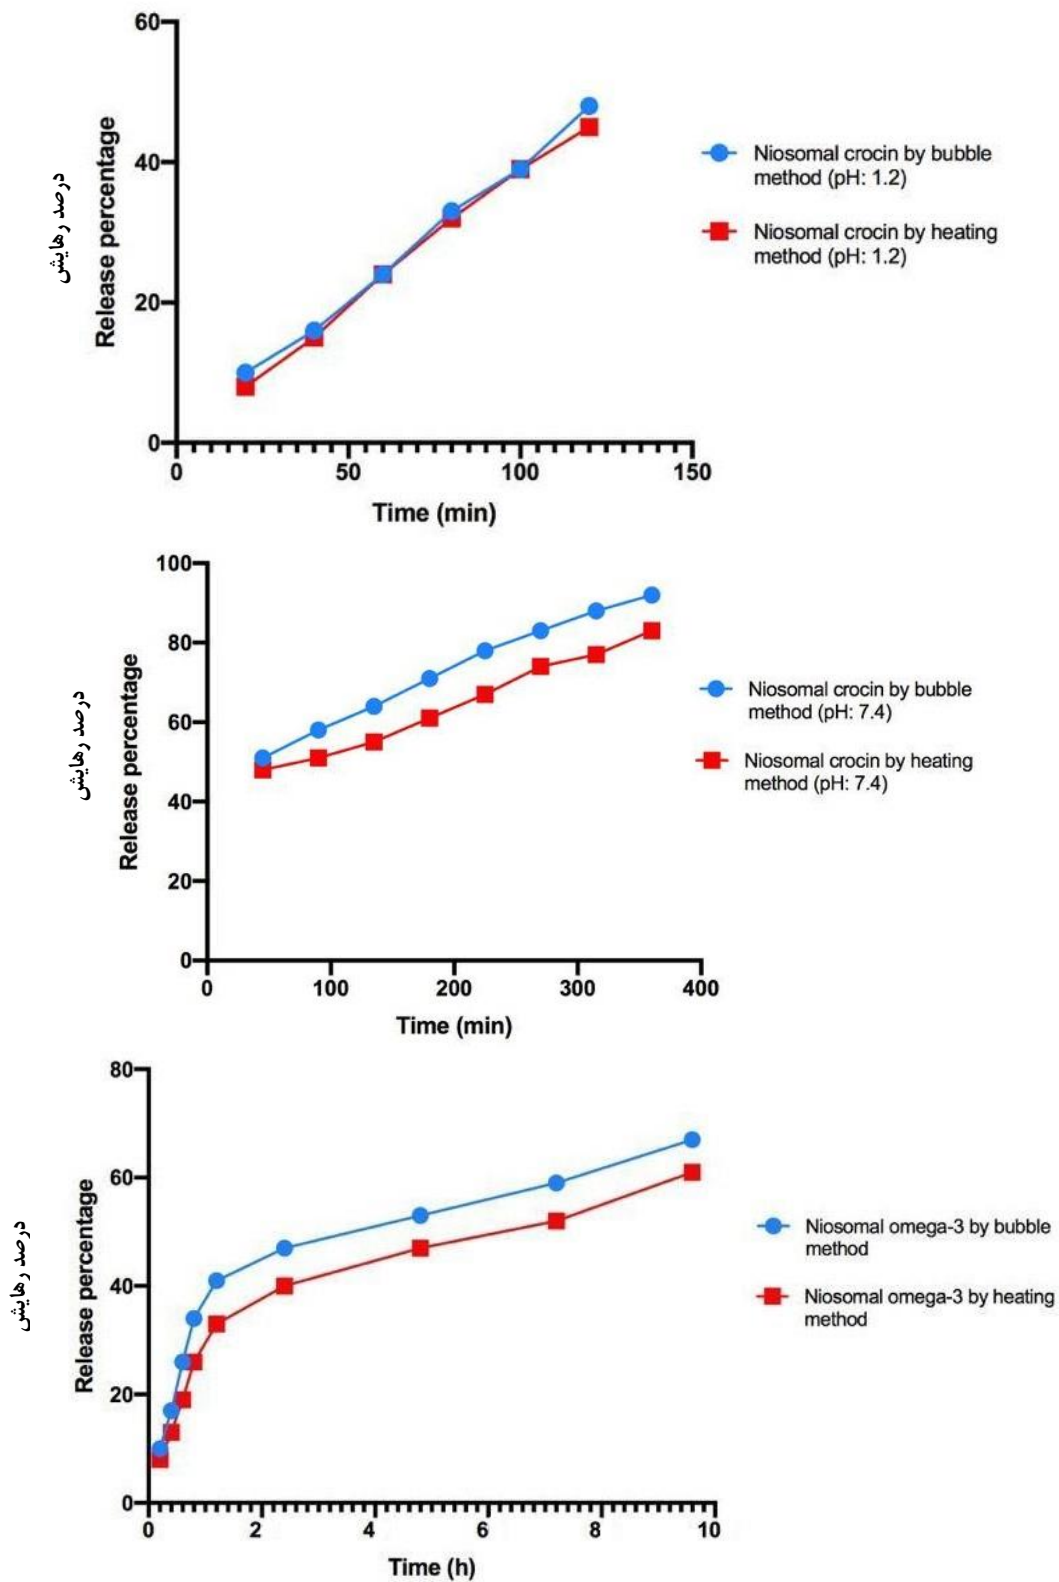 60
40
20
0
0
50
100
150
درصد رهایش
Release percentage
Time (min)
Niosomal crocin by bubble
method (pH: 1.2)
Niosomal crocin by heating
method (pH: 1.2)
100
80
60
40
20
0
0
100
200
300
400
درصد رهایش
Release percentage
Time (min)
Niosomal crocin by bubble
method (pH: 7.4)
Niosomal crocin by heating
method (pH: 7.4)
80
60
40
20
0
0
2
4
6
8
10
درصد رهایش
Release percentage
Time (h)
Niosomal omega-3 by bubble
method
Niosomal omega-3 by heating
method